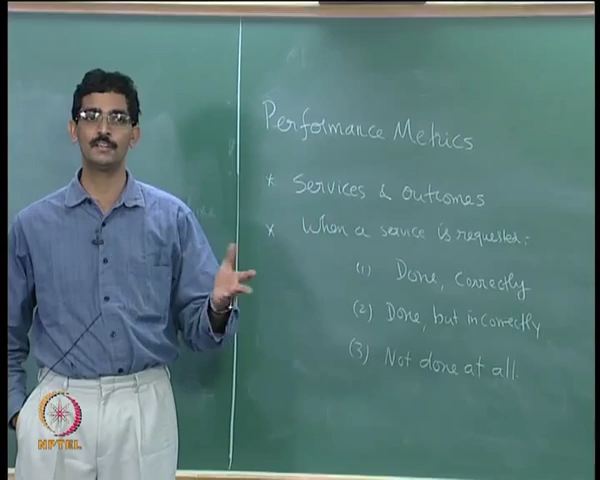 Performance Metrics
* Services & outcomes
* When a service is requested:
(1) Done, correctly
(2) Done, but incorrectly
(3) Not done at all.
NPTEL